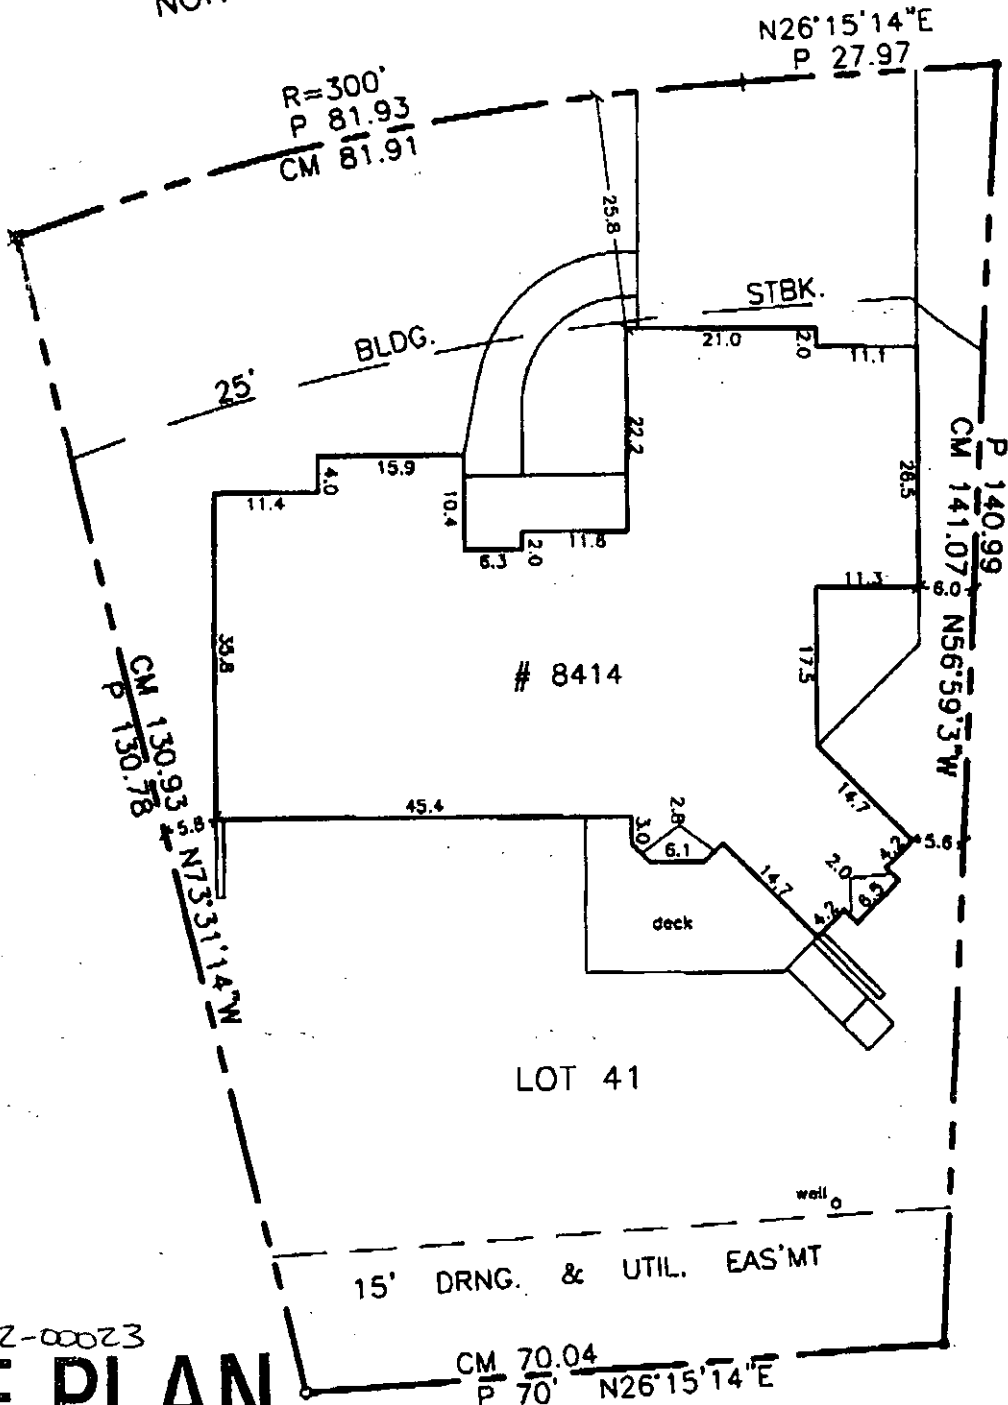 N26°15'14"E
P 27.97
R=300'
P 81.93
CM 81.91
25.8
STBK.
BLDG.
25'
21.0
2.0
11.1
22.2
15.9
4.0
11.4
10.4
6.3
2.0
11.8
28.5
P 140.99
CM 141.07
N56°59'3"W
11.3
6.0
17.5
35.8
# 8414
CM 130.93
P 130.78
N73°31'14"W
5.8
45.4
3.0
2.8
6.1
14.7
14.7
4.2
5.6
2.0
6.5
4.2
deck
LOT 41
well
15' DRNG. & UTIL. EAS'MT
2-00023
PLAN
CM 70.04
P 70'
N26°15'14"E